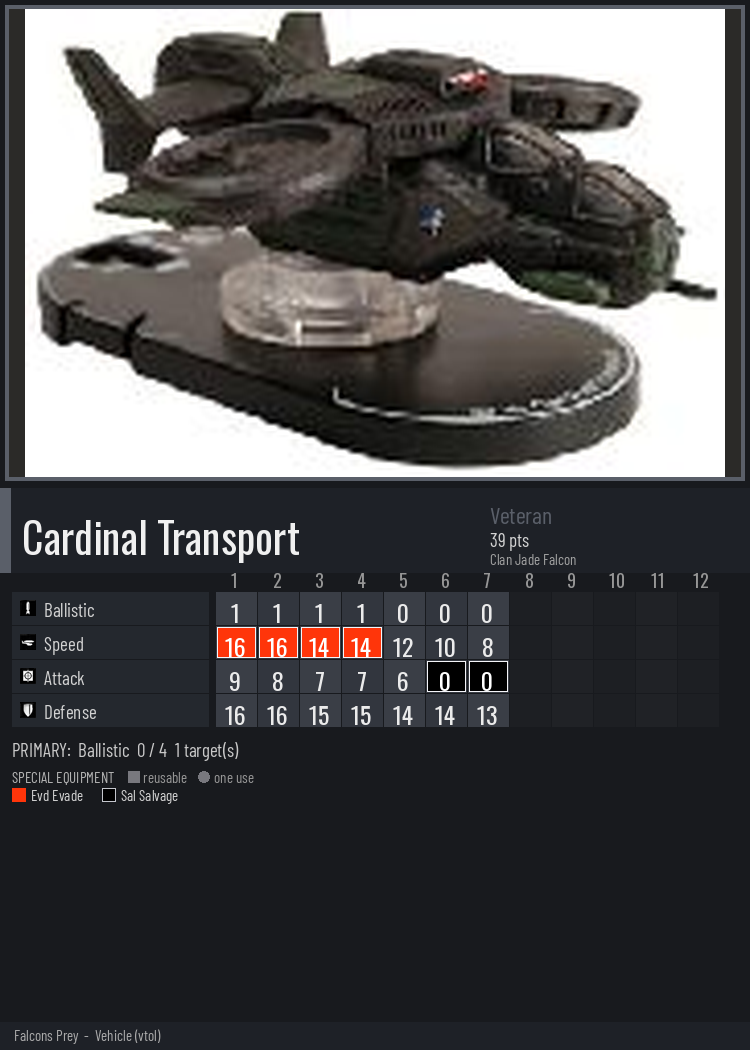 Cardinal Transport
Veteran
39 pts
Clan Jade Falcon
1 2 3 4 5 6 7 8 9 10 11 12
Ballistic 1 1 1 1 0 0 0
Speed 16 16 14 14 12 10 8
Attack 9 8 7 7 6 0 0
Defense 16 16 15 15 14 14 13
PRIMARY: Ballistic 0 / 4 1 target(s)
SPECIAL EQUIPMENT reusable one use
Evd Evade Sal Salvage
Falcons Prey - Vehicle (vtol)